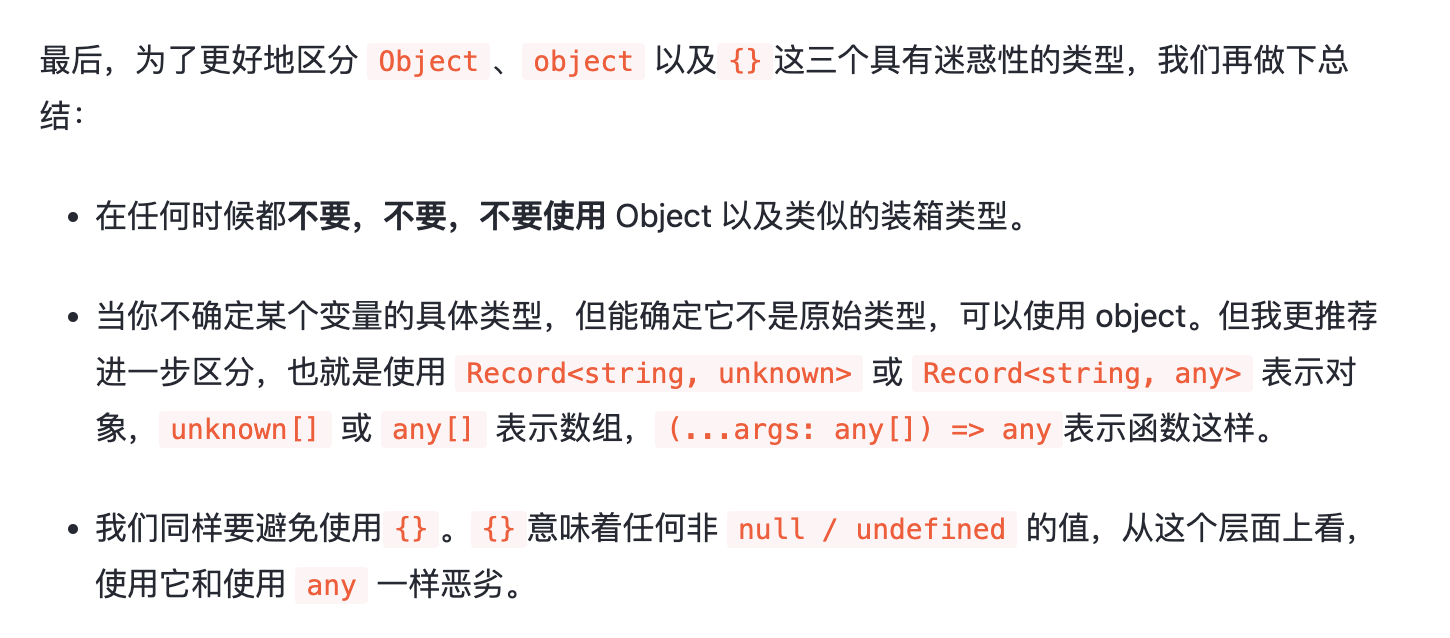 最后，为了更好地区分 Object 、 object 以及 {} 这三个具有迷惑性的类型，我们再做下总
结：
• 在任何时候都不要，不要，不要使用 Object 以及类似的装箱类型。
• 当你不确定某个变量的具体类型，但能确定它不是原始类型，可以使用 object。但我更推荐
进一步区分，也就是使用 Record<string, unknown> 或 Record<string, any> 表示对
象， unknown[] 或 any[] 表示数组， (...args: any[]) => any 表示函数这样。
• 我们同样要避免使用 {} 。 {} 意味着任何非 null / undefined 的值，从这个层面上看，
使用它和使用 any 一样恶劣。